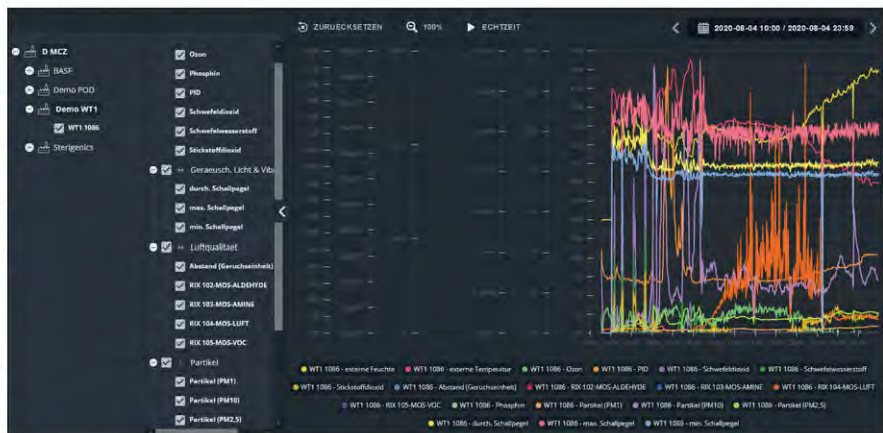 ZURUECKSETZEN 100% ECHTZEIT 2020-08-04 10:00 / 2020-08-04 23:59
D MCZ
BASF
Demo POD
Demo WT1
WT1 1086
Sterigenics
Ozon
Phosphin
PID
Schwefeldioxid
Schwefelwasserstoff
Stickstoffdioxid
Geraeusch, Licht & Vib
durch. Schallpegel
max. Schallpegel
min. Schallpegel
Luftqualitaet
Abstand (Geruchseinheit)
RIX 102-MOS-ALDEHYDE
RIX 103-MOS-AMINE
RIX 104-MOS-LUFT
RIX 105-MOS-VOC
Partikel
Partikel (PM1)
Partikel (PM10)
Partikel (PM2,5)
WT1 1086 - externe Feuchte WT1 1086 - externe Temperatur WT1 1086 - Ozon WT1 1086 - PID WT1 1086 - Schwefeldioxid WT1 1086 - Schwefelwasserstoff
WT1 1086 - Stickstoffdioxid WT1 1086 - Abstand (Geruchseinheit) WT1 1086 - RIX 102-MOS-ALDEHYDE WT1 1086 - RIX 103-MOS-AMINE WT1 1086 - RIX 104-MOS-LUFT
WT1 1086 - RIX 105-MOS-VOC WT1 1086 - Phosphin WT1 1086 - Partikel (PM1) WT1 1086 - Partikel (PM10) WT1 1086 - Partikel (PM2,5)
WT1 1086 - durch. Schallpegel WT1 1086 - max. Schallpegel WT1 1086 - min. Schallpegel